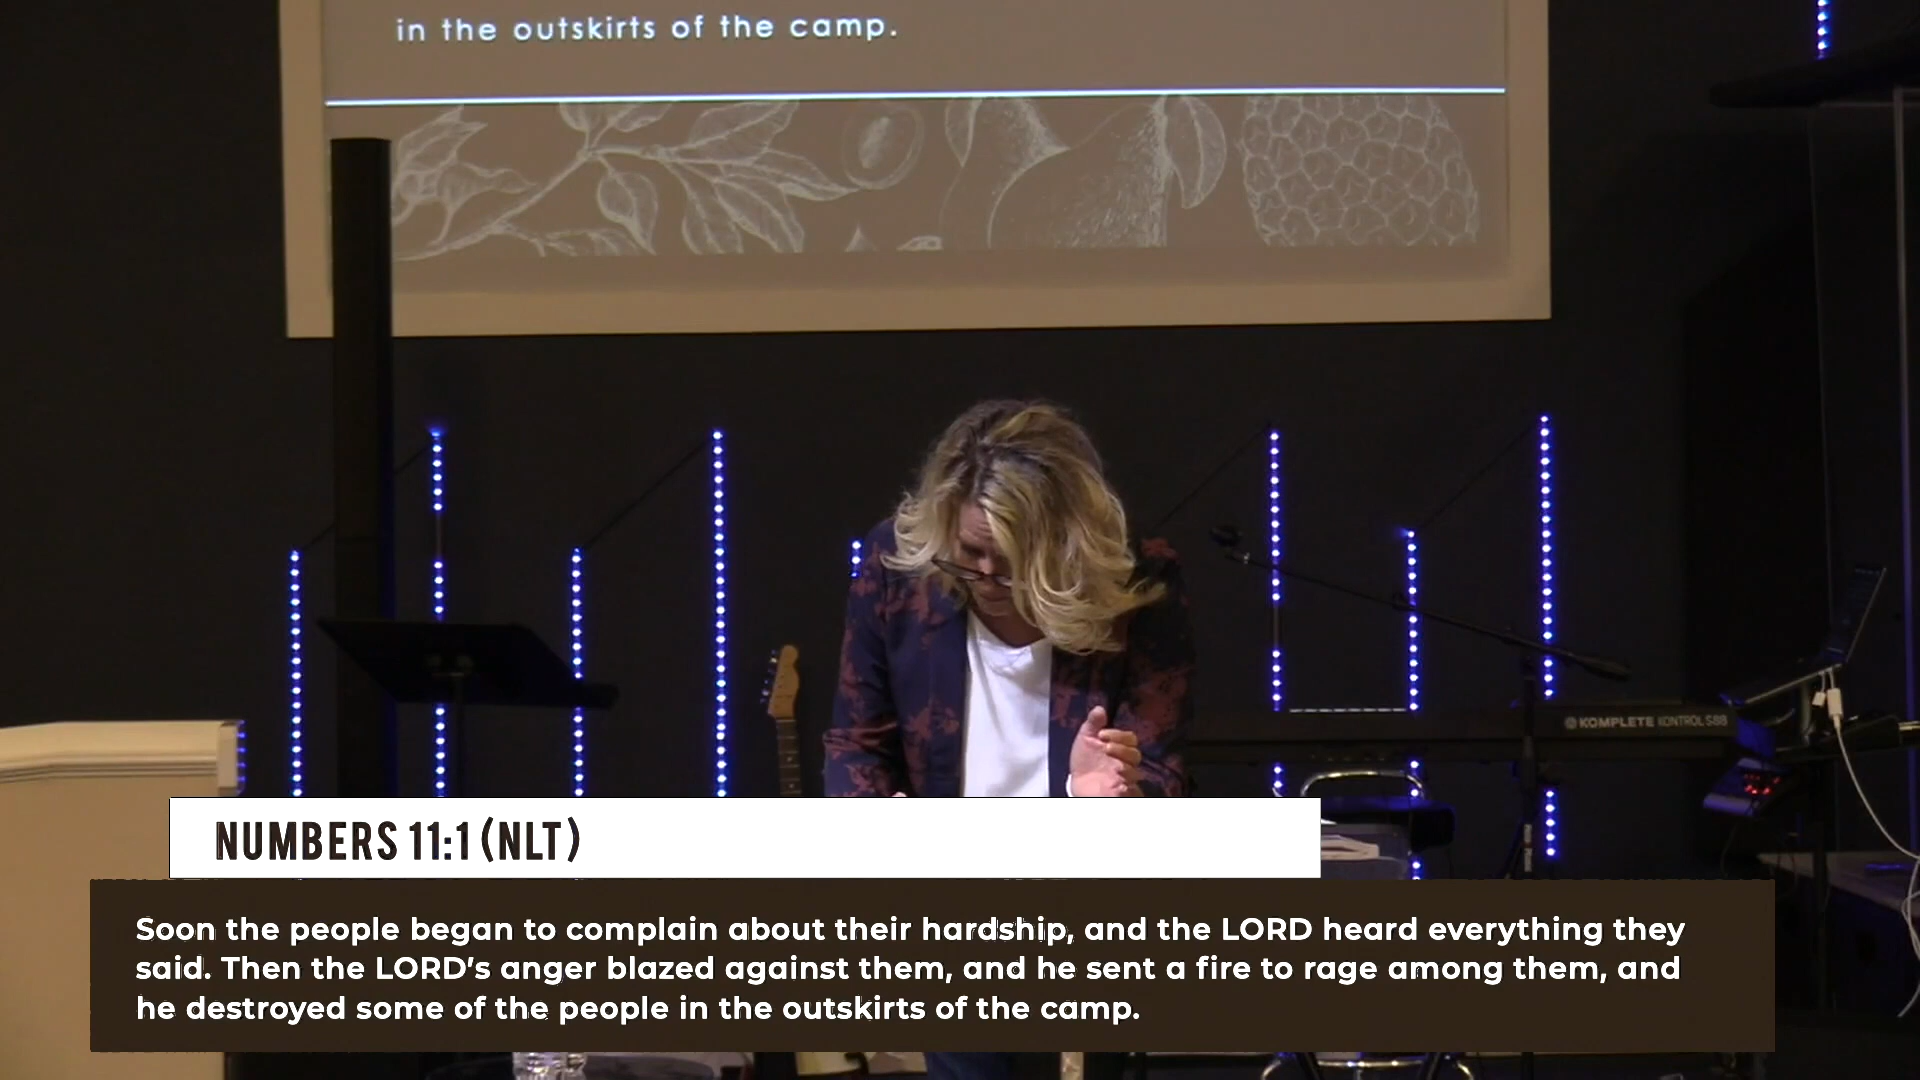 in the outskirts of the camp.
KOMPLETE KONTROL S88
NUMBERS 11:1 (NLT)
Soon the people began to complain about their hardship, and the LORD heard everything they
said. Then the LORD's anger blazed against them, and he sent a fire to rage among them, and
he destroyed some of the people in the outskirts of the camp.